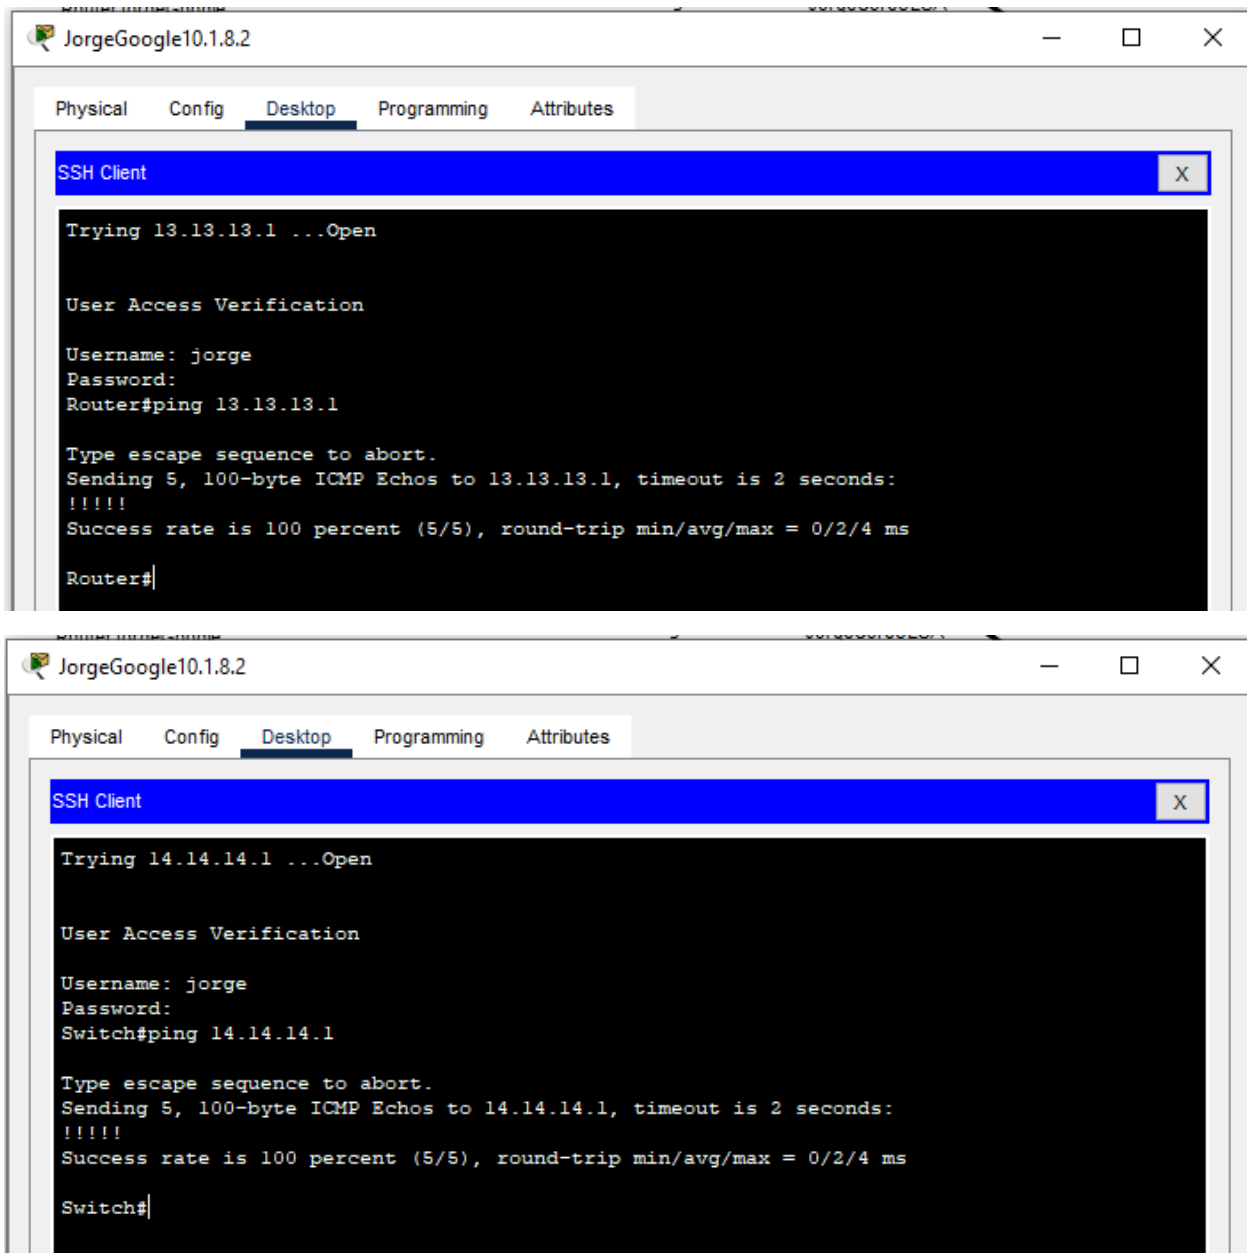 JorgeGoogle10.1.8.2
Physical Config Desktop Programming Attributes
SSH Client X
Trying 13.13.13.1 ...Open
User Access Verification
Username: jorge
Password:
Router#ping 13.13.13.1
Type escape sequence to abort.
Sending 5, 100-byte ICMP Echos to 13.13.13.1, timeout is 2 seconds:
!!!!!
Success rate is 100 percent (5/5), round-trip min/avg/max = 0/2/4 ms
Router#
JorgeGoogle10.1.8.2
Physical Config Desktop Programming Attributes
SSH Client X
Trying 14.14.14.1 ...Open
User Access Verification
Username: jorge
Password:
Switch#ping 14.14.14.1
Type escape sequence to abort.
Sending 5, 100-byte ICMP Echos to 14.14.14.1, timeout is 2 seconds:
!!!!!
Success rate is 100 percent (5/5), round-trip min/avg/max = 0/2/4 ms
Switch#